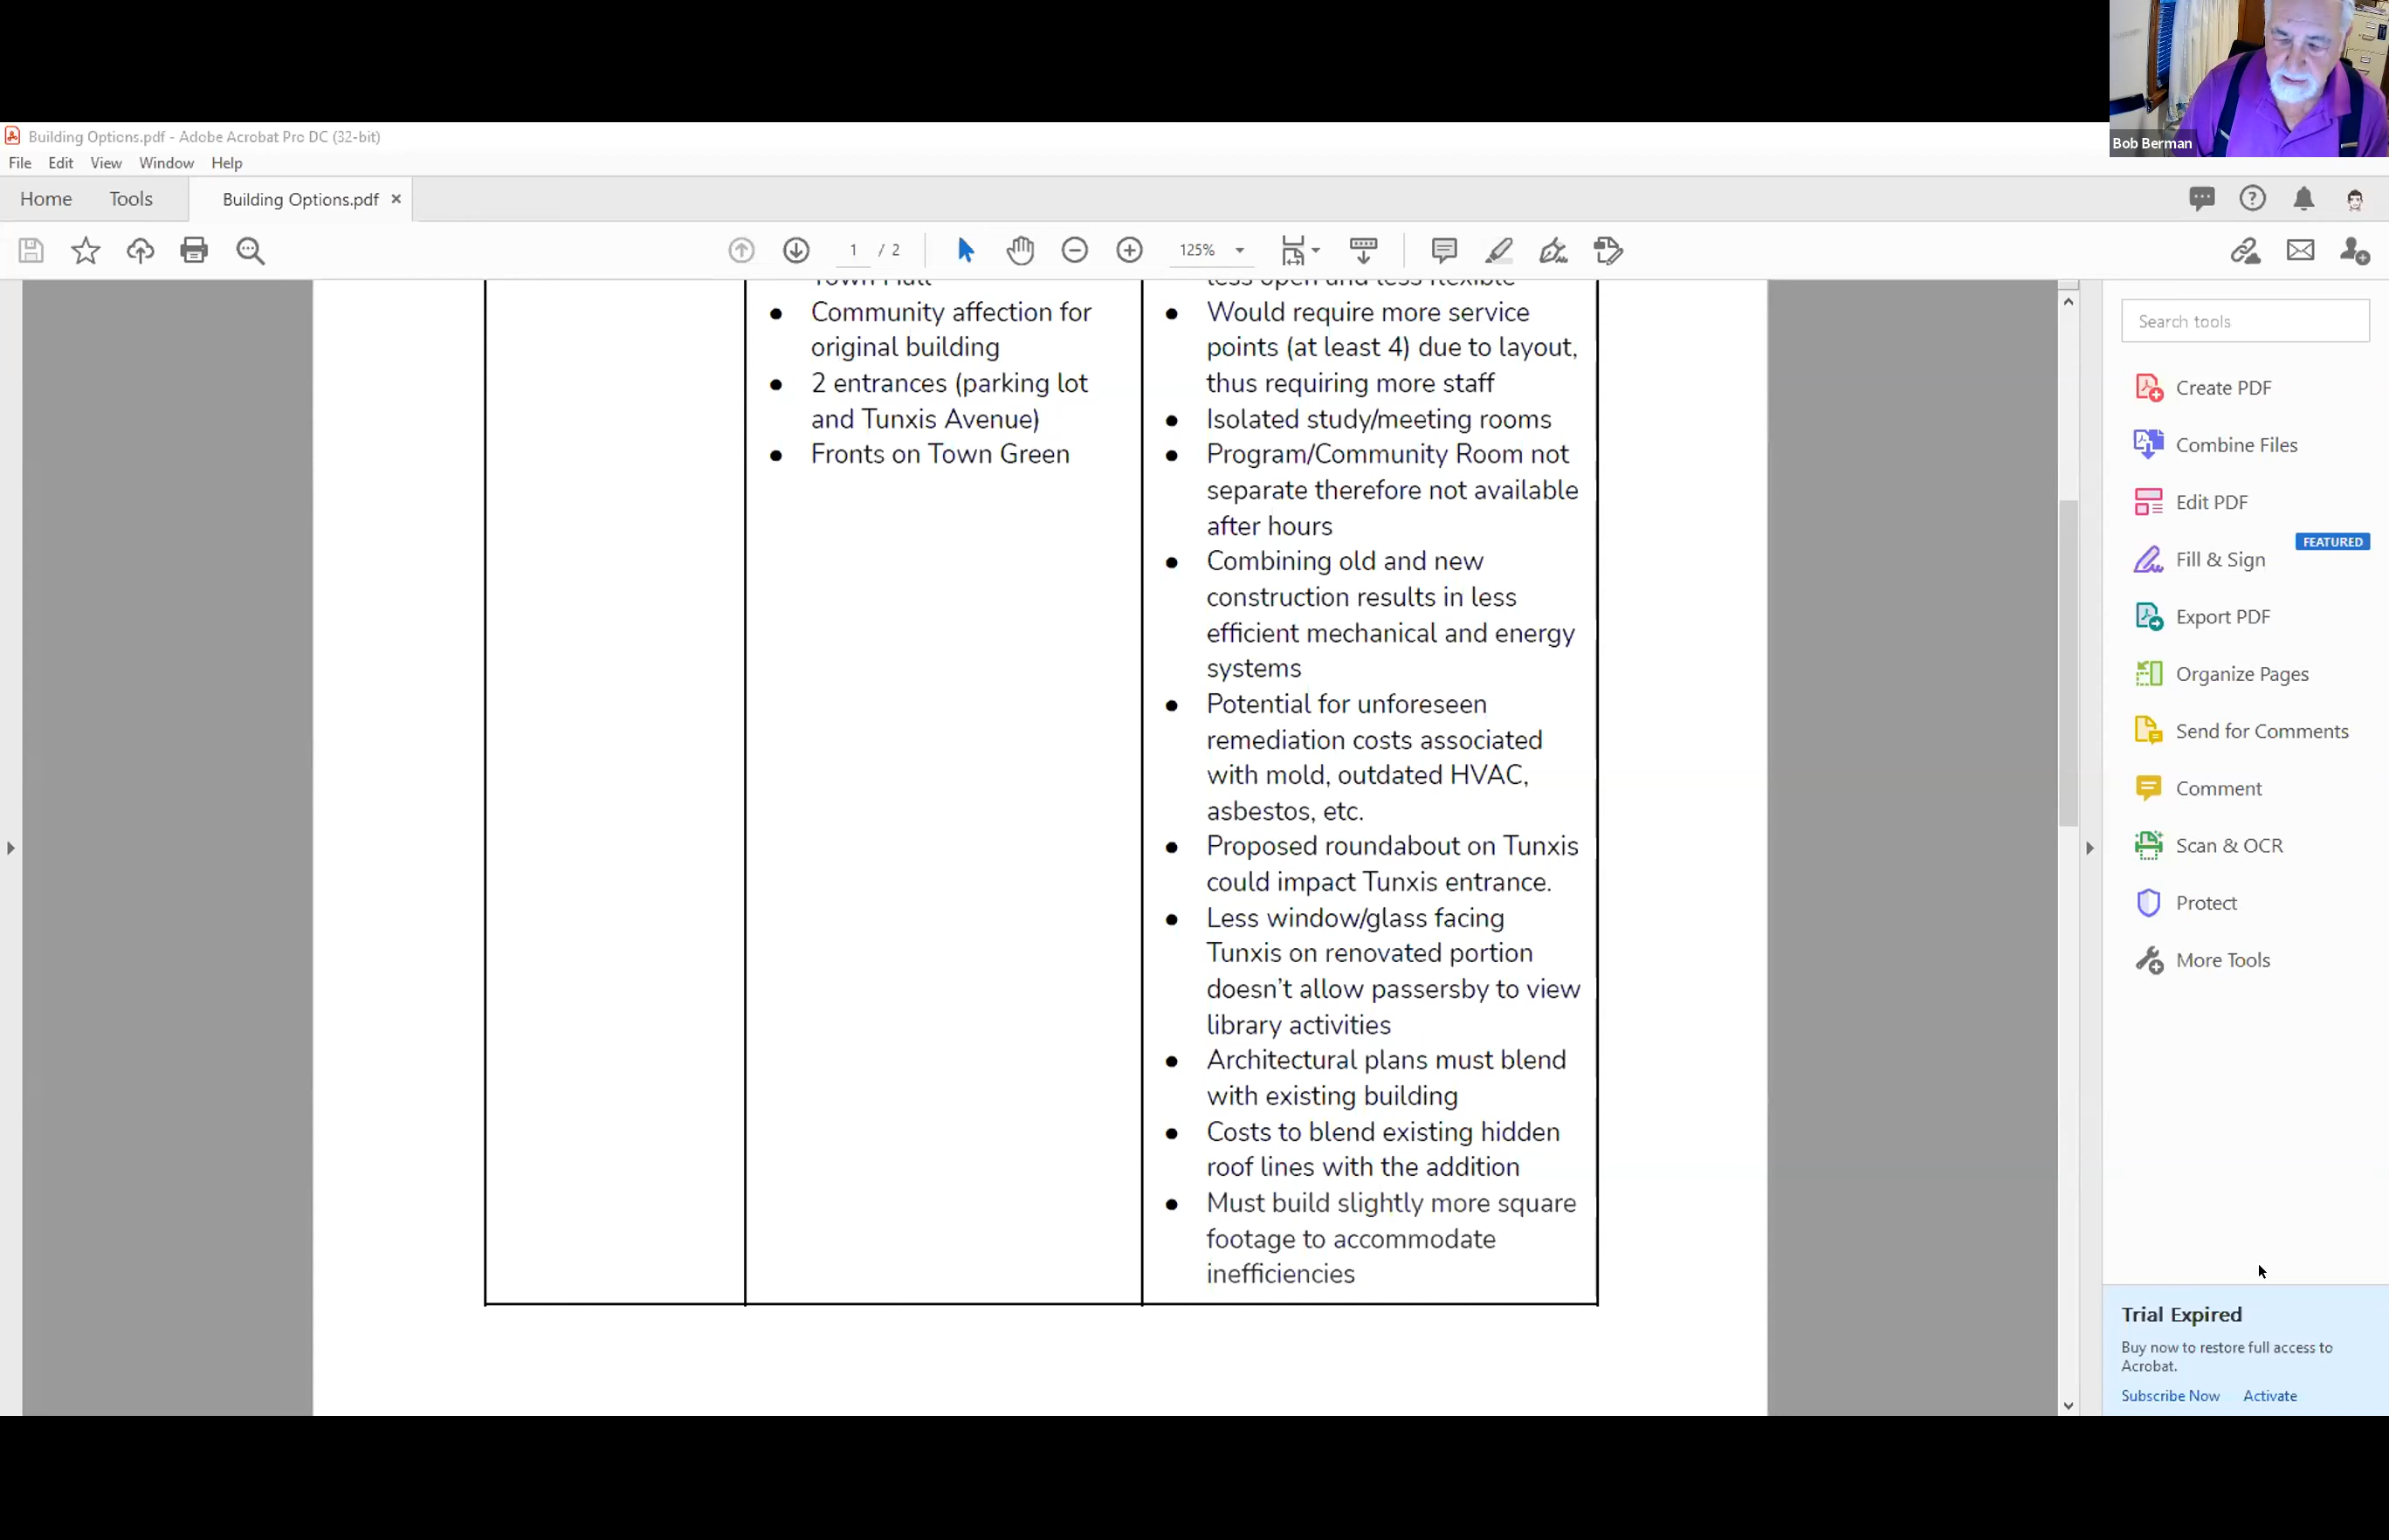 Bob Berman
Building Options.pdf - Adobe Acrobat Pro DC (32-bit)
File Edit View Window Help
Home Tools Building Options.pdf ×
1 / 2 125%
Town Hall
Community affection for
original building
2 entrances (parking lot
and Tunxis Avenue)
Fronts on Town Green
less open and less flexible
Would require more service
points (at least 4) due to layout,
thus requiring more staff
Isolated study/meeting rooms
Program/Community Room not
separate therefore not available
after hours
Combining old and new
construction results in less
efficient mechanical and energy
systems
Potential for unforeseen
remediation costs associated
with mold, outdated HVAC,
asbestos, etc.
Proposed roundabout on Tunxis
could impact Tunxis entrance.
Less window/glass facing
Tunxis on renovated portion
doesn't allow passersby to view
library activities
Architectural plans must blend
with existing building
Costs to blend existing hidden
roof lines with the addition
Must build slightly more square
footage to accommodate
inefficiencies
Search tools
Create PDF
Combine Files
Edit PDF
FEATURED
Fill & Sign
Export PDF
Organize Pages
Send for Comments
Comment
Scan & OCR
Protect
More Tools
Trial Expired
Buy now to restore full access to
Acrobat.
Subscribe Now Activate